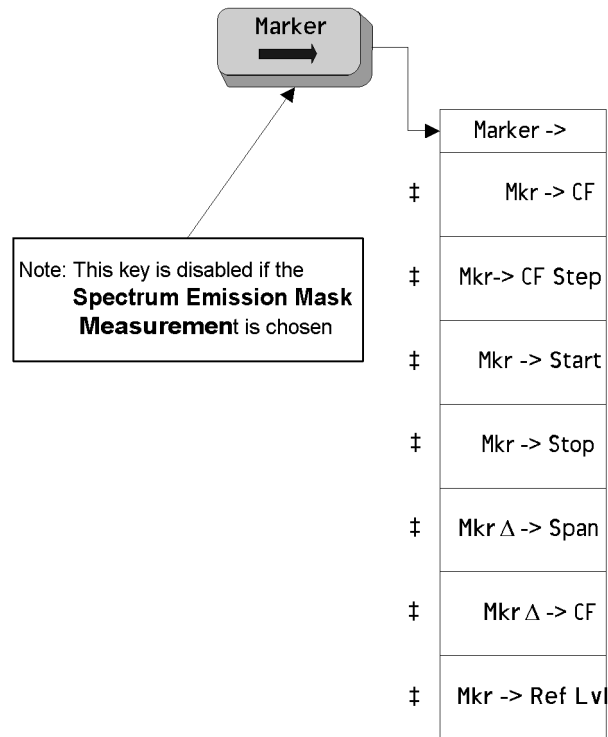 Marker
Marker ->
‡ Mkr -> CF
Note: This key is disabled if the
Spectrum Emission Mask
Measurement is chosen
‡ Mkr-> CF Step
‡ Mkr -> Start
‡ Mkr -> Stop
‡ Mkr Δ -> Span
‡ Mkr Δ -> CF
‡ Mkr -> Ref Lvl